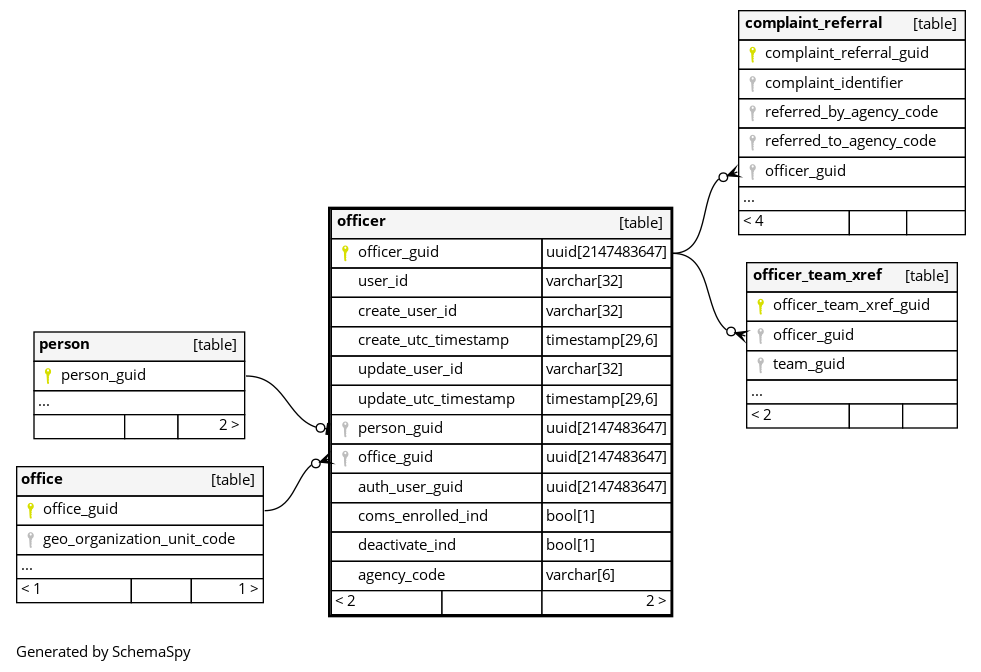 complaint_referral [table]
complaint_referral_guid
complaint_identifier
referred_by_agency_code
referred_to_agency_code
officer_guid
...
< 4
officer [table]
officer_guid uuid[2147483647]
user_id varchar[32]
create_user_id varchar[32]
create_utc_timestamp timestamp[29,6]
update_user_id varchar[32]
update_utc_timestamp timestamp[29,6]
person_guid uuid[2147483647]
office_guid uuid[2147483647]
auth_user_guid uuid[2147483647]
coms_enrolled_ind bool[1]
deactivate_ind bool[1]
agency_code varchar[6]
< 2 2 >
officer_team_xref [table]
officer_team_xref_guid
officer_guid
team_guid
...
< 2
person [table]
person_guid
...
2 >
office [table]
office_guid
geo_organization_unit_code
...
< 1 1 >
Generated by SchemaSpy